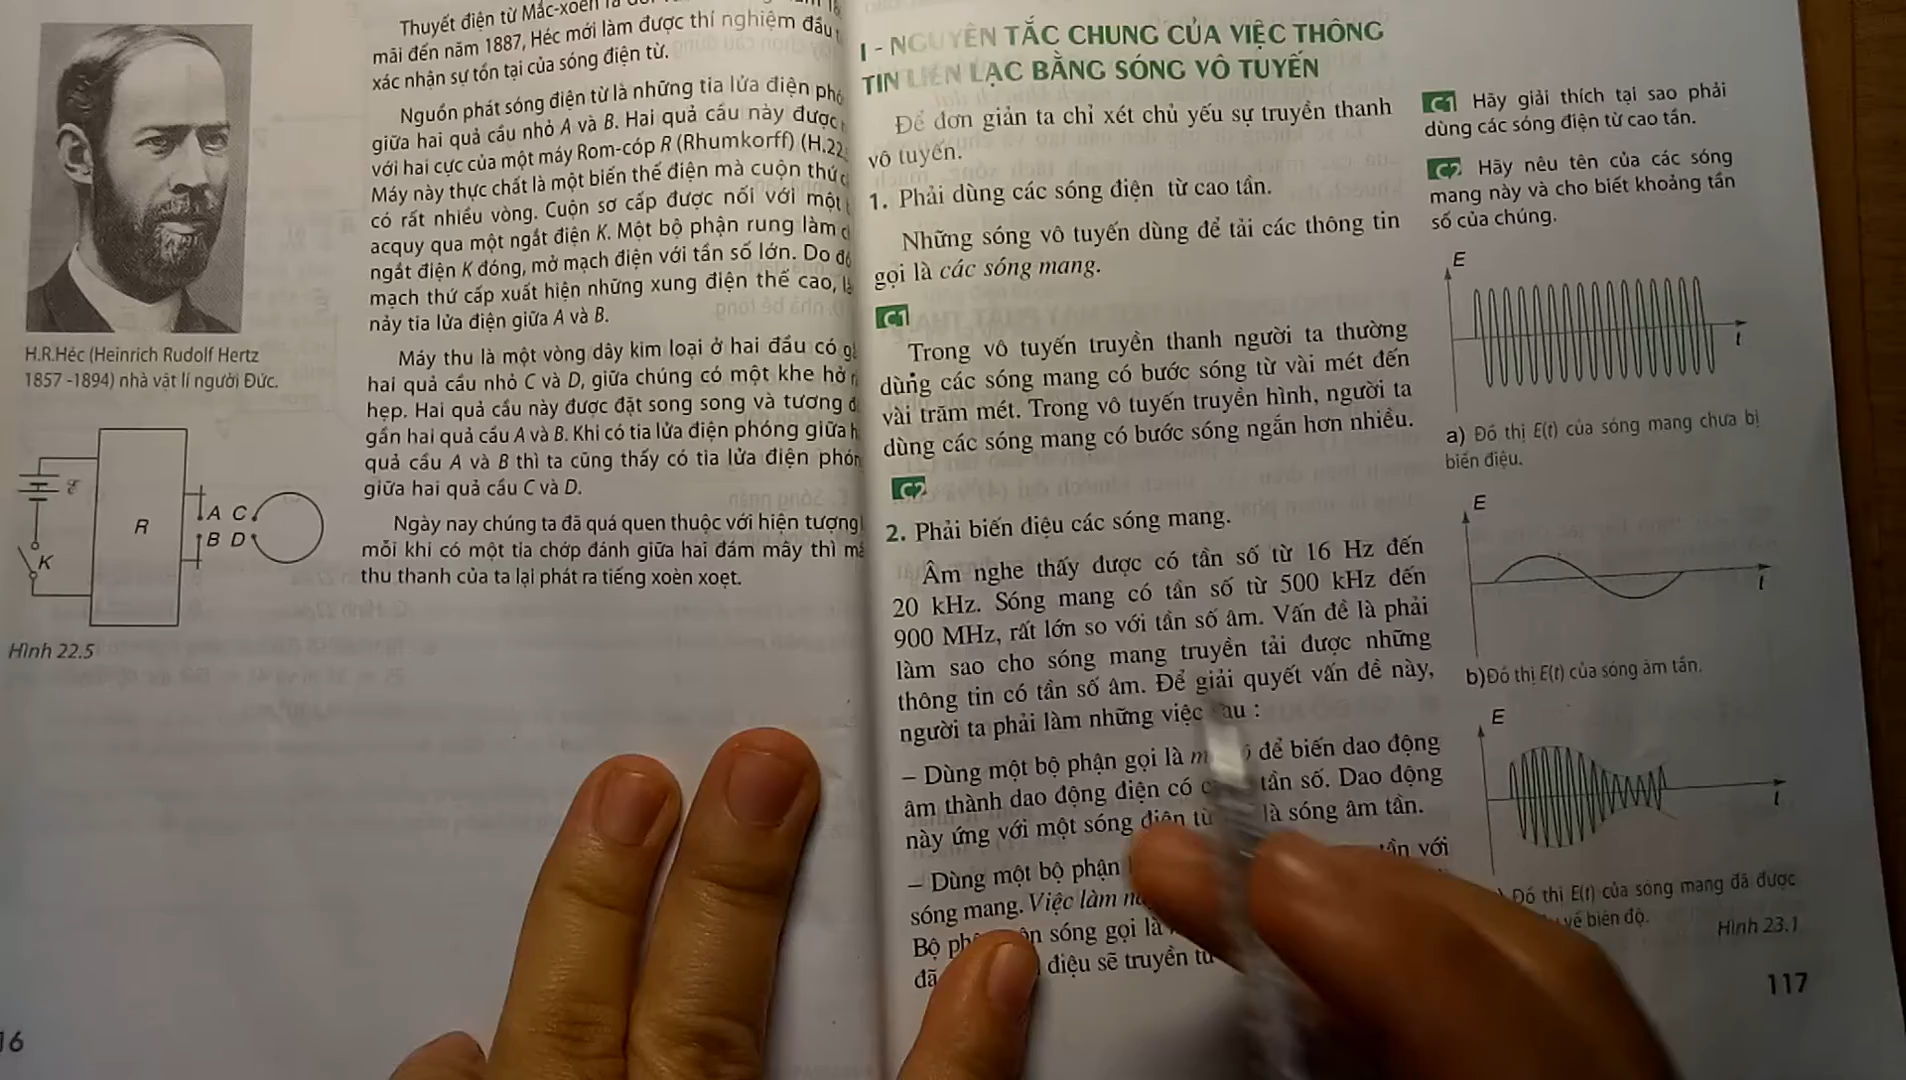 Thuyết điện từ Mắc-xoen
mãi đến năm 1887, Héc mới làm được thí nghiệm đầu
xác nhận sự tồn tại của sóng điện từ.
Nguồn phát sóng điện từ là những tia lửa điện
giữa hai quả cầu nhỏ A và B. Hai quả cầu này được
với hai cực của một máy Rom-cóp R (Rhumkorff) (H.22
Máy này thực chất là một biến thế điện mà cuộn thứ
có rất nhiều vòng. Cuộn sơ cấp được nối với một
acquy qua một ngắt điện K. Một bộ phận rung làm
ngắt điện K đóng, mở mạch điện với tần số lớn. Do
mạch thứ cấp xuất hiện những xung điện thế cao,
nảy tia lửa điện giữa A và B.
Máy thu là một vòng dây kim loại ở hai đầu có
hai quả cầu nhỏ C và D, giữa chúng có một khe hở
hẹp. Hai quả cầu này được đặt song song và tương
gần hai quả cầu A và B. Khi có tia lửa điện phóng giữa
quả cầu A và B thì ta cũng thấy có tia lửa điện
giữa hai quả cầu C và D.
Ngày nay chúng ta đã quá quen thuộc với hiện tượng
mỗi khi có một tia chớp đánh giữa hai đám mây thì
thu thanh của ta lại phát ra tiếng xoèn xoẹt.
H.R.Héc (Heinrich Rudolf Hertz
1857 -1894) nhà vật lí người Đức.
ℰ
K
R
A C
B D
Hình 22.5
16
I - NGUYÊN TẮC CHUNG CỦA VIỆC THÔNG
TIN LIÊN LẠC BẰNG SÓNG VÔ TUYẾN
Để đơn giản ta chỉ xét chủ yếu sự truyền thanh
vô tuyến.
1. Phải dùng các sóng điện từ cao tần.
Những sóng vô tuyến dùng để tải các thông tin
gọi là các sóng mang.
C1
Trong vô tuyến truyền thanh người ta thường
dùng các sóng mang có bước sóng từ vài mét đến
vài trăm mét. Trong vô tuyến truyền hình, người ta
dùng các sóng mang có bước sóng ngắn hơn nhiều.
C2
2. Phải biến điệu các sóng mang.
Âm nghe thấy được có tần số từ 16 Hz đến
20 kHz. Sóng mang có tần số từ 500 kHz đến
900 MHz, rất lớn so với tần số âm. Vấn đề là phải
làm sao cho sóng mang truyền tải được những
thông tin có tần số âm. Để giải quyết vấn đề này,
người ta phải làm những việc sau :
– Dùng một bộ phận gọi là để biến dao động
âm thành dao động điện có tần số. Dao động
này ứng với một sóng điện từ là sóng âm tần.
– Dùng một bộ phận tần với
sóng mang. Việc làm
Bộ sóng gọi là
đã điệu sẽ truyền
C1 Hãy giải thích tại sao phải
dùng các sóng điện từ cao tần.
C2 Hãy nêu tên của các sóng
mang này và cho biết khoảng tần
số của chúng.
E
t
a) Đồ thị E(t) của sóng mang chưa bị
biến điệu.
E
t
b) Đồ thị E(t) của sóng âm tần.
E
t
Đồ thị E(t) của sóng mang đã được
về biên độ.
Hình 23.1
117